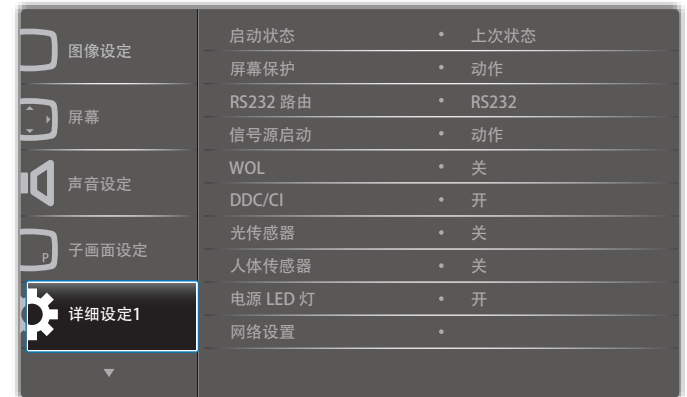 图像设定
屏幕
声音设定
P
子画面设定
详细设定1
启动状态 • 上次状态
屏幕保护 • 动作
RS232 路由 • RS232
信号源启动 • 动作
WOL • 关
DDC/CI • 开
光传感器 • 关
人体传感器 • 关
电源 LED 灯 • 开
网络设置 •